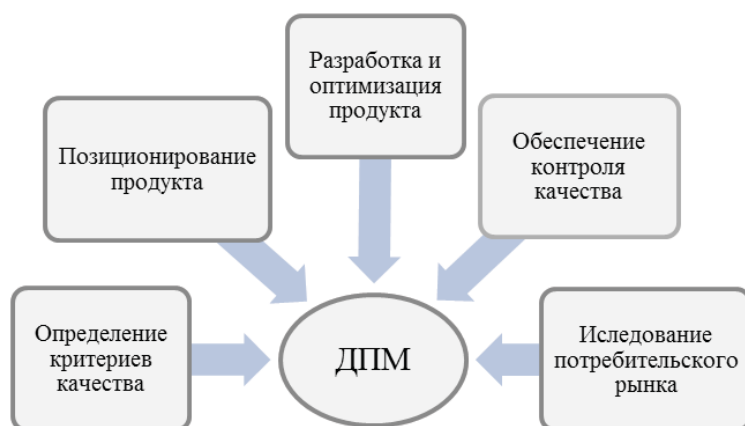 Разработка и
оптимизация
продукта
Позиционирование
продукта
Обеспечение
контроля
качества
Определение
критериев
качества
ДПМ
Иследование
потребительского
рынка